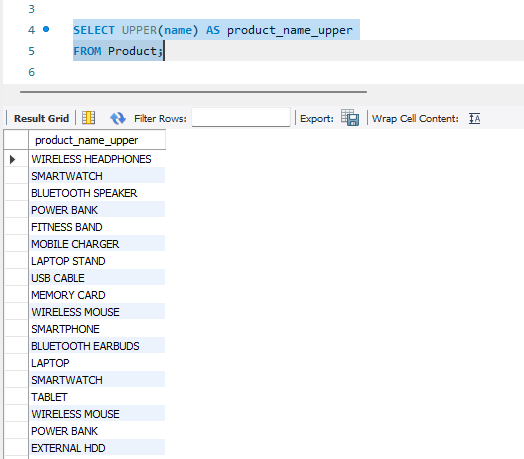 3
4 SELECT UPPER(name) AS product_name_upper
5 FROM Product;
6
Result Grid Filter Rows: Export: Wrap Cell Content: IA
product_name_upper
WIRELESS HEADPHONES
SMARTWATCH
BLUETOOTH SPEAKER
POWER BANK
FITNESS BAND
MOBILE CHARGER
LAPTOP STAND
USB CABLE
MEMORY CARD
WIRELESS MOUSE
SMARTPHONE
BLUETOOTH EARBUDS
LAPTOP
SMARTWATCH
TABLET
WIRELESS MOUSE
POWER BANK
EXTERNAL HDD